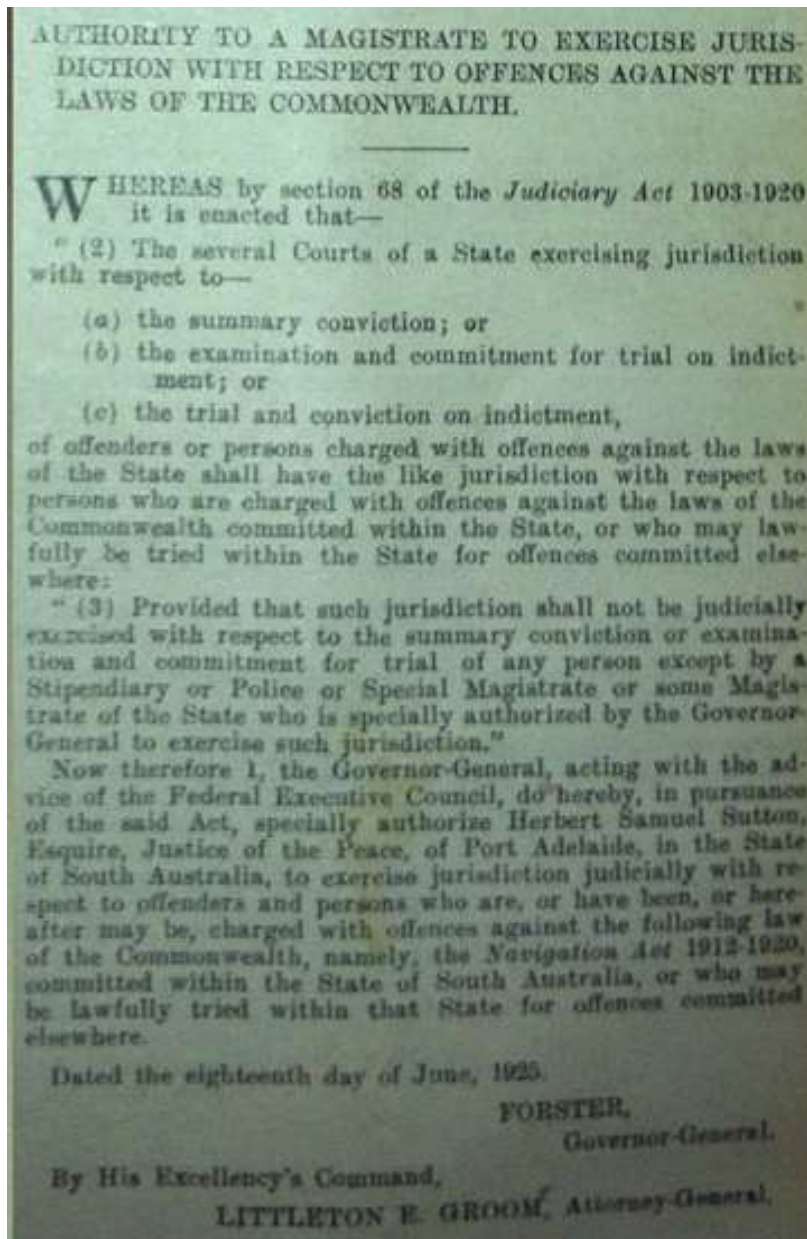 AUTHORITY TO A MAGISTRATE TO EXERCISE JURIS-
DICTION WITH RESPECT TO OFFENCES AGAINST THE
LAWS OF THE COMMONWEALTH.
WHEREAS by section 68 of the Judiciary Act 1903-1920
it is enacted that—
"(2) The several Courts of a State exercising jurisdiction
with respect to—
(a) the summary conviction; or
(b) the examination and commitment for trial on indict-
ment; or
(c) the trial and conviction on indictment,
of offenders or persons charged with offences against the laws
of the State shall have the like jurisdiction with respect to
persons who are charged with offences against the laws of the
Commonwealth committed within the State, or who may law-
fully be tried within the State for offences committed else-
where:
"(3) Provided that such jurisdiction shall not be judicially
exercised with respect to the summary conviction or examina-
tion and commitment for trial of any person except by a
Stipendiary or Police or Special Magistrate or some Magis-
trate of the State who is specially authorized by the Governor-
General to exercise such jurisdiction."
Now therefore I, the Governor-General, acting with the ad-
vice of the Federal Executive Council, do hereby, in pursuance
of the said Act, specially authorize Herbert Samuel Sutton,
Esquire, Justice of the Peace, of Port Adelaide, in the State
of South Australia, to exercise jurisdiction judicially with re-
spect to offenders and persons who are, or have been, or here-
after may be, charged with offences against the following law
of the Commonwealth, namely, the Navigation Act 1912-1920,
committed within the State of South Australia, or who may
be lawfully tried within that State for offences committed
elsewhere.
Dated the eighteenth day of June, 1925.
FORSTER,
Governor-General.
By His Excellency's Command,
LITTLETON E. GROOM, Attorney-General.